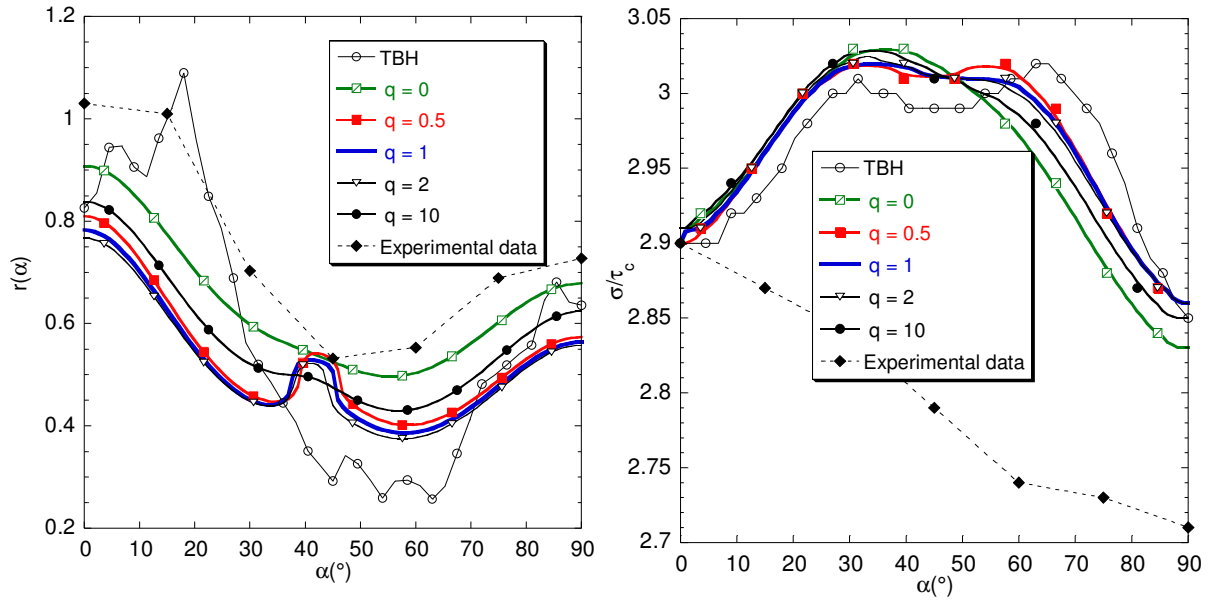 r(α)
1.2
1
0.8
0.6
0.4
0.2
0 10 20 30 40 50 60 70 80 90
α(°)
TBH
q = 0
q = 0.5
q = 1
q = 2
q = 10
Experimental data
σ/τc
3.05
3
2.95
2.9
2.85
2.8
2.75
2.7
0 10 20 30 40 50 60 70 80 90
α(°)
TBH
q = 0
q = 0.5
q = 1
q = 2
q = 10
Experimental data